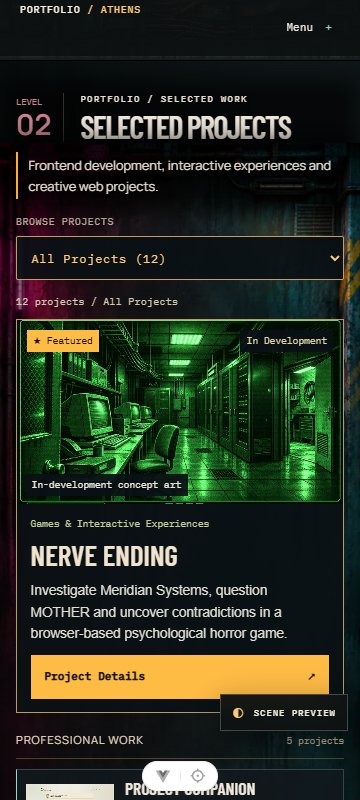 PORTFOLIO / ATHENS
Menu +
LEVEL
02
PORTFOLIO / SELECTED WORK
SELECTED PROJECTS
Frontend development, interactive experiences and
creative web projects.
BROWSE PROJECTS
All Projects (12)
12 projects / All Projects
★ Featured
In Development
In-development concept art
Games & Interactive Experiences
NERVE ENDING
Investigate Meridian Systems, question
MOTHER and uncover contradictions in a
browser-based psychological horror game.
Project Details ↗
SCENE PREVIEW
PROFESSIONAL WORK
5 projects
PROJECT COMPANION